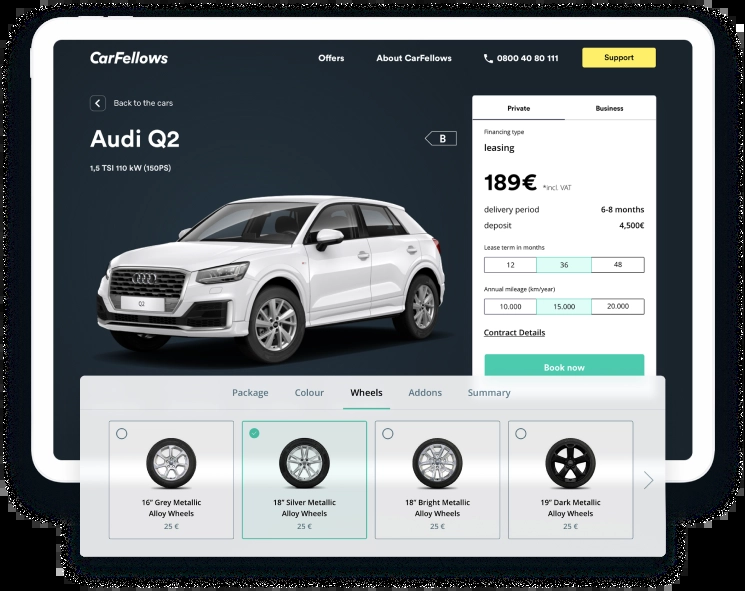 CarFellows
Offers
About CarFellows
0800 40 80 111
Support
Back to the cars
Audi Q2
B
1,5 TSI 110 kW (150PS)
Q2
Private
Business
Financing type
leasing
189€ *incl. VAT
delivery period 6-8 months
deposit 4,500€
Lease term in months
12 36 48
Annual mileage (km/year)
10.000 15.000 20.000
Contract Details
Book now
Package Colour Wheels Addons Summary
16” Grey Metallic
Alloy Wheels
25 €
18” Silver Metallic
Alloy Wheels
25 €
18” Bright Metallic
Alloy Wheels
25 €
19” Dark Metallic
Alloy Wheels
25 €